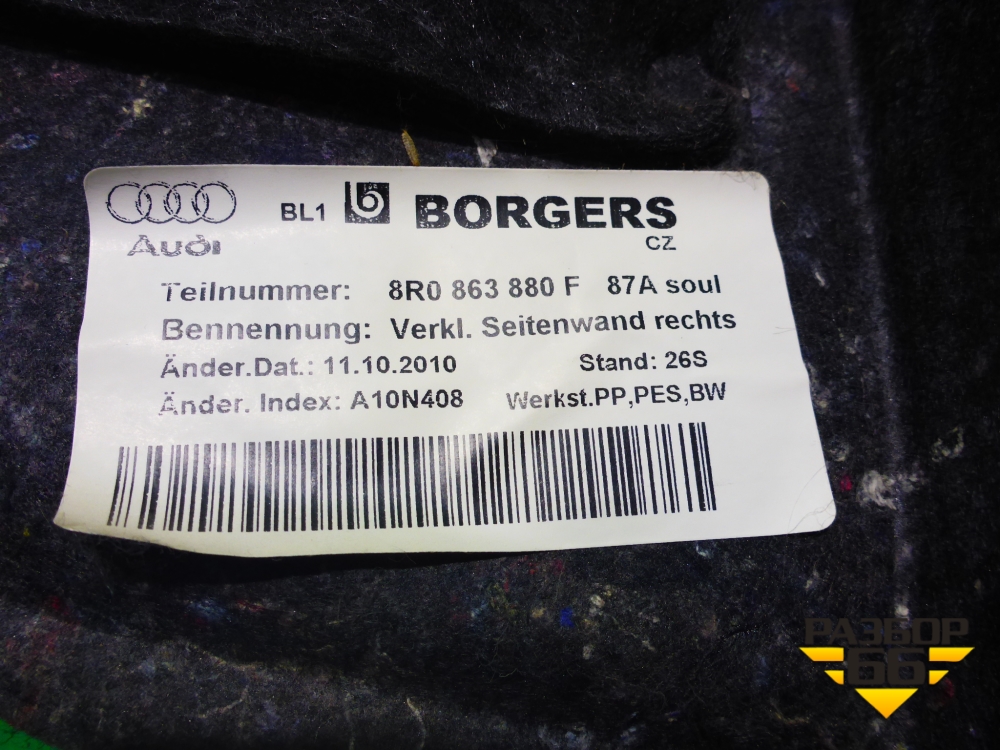 BL1 BORGERS
Audi CZ
Teilnummer: 8R0 863 880 F 87A soul
Bennennung: Verkl. Seitenwand rechts
Änder.Dat.: 11.10.2010 Stand: 26S
Änder. Index: A10N408 Werkst.PP,PES,BW
РАЗБОР
66